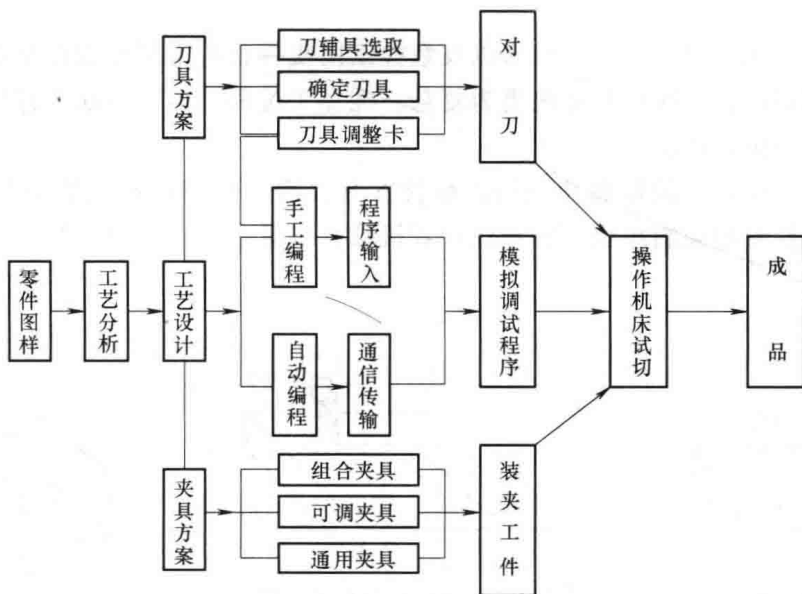 零件图样
工艺分析
工艺设计
刀具方案
刀辅具选取
确定刀具
刀具调整卡
对刀
手工编程
程序输入
自动编程
通信传输
模拟调试程序
夹具方案
组合夹具
可调夹具
通用夹具
装夹工件
操作机床试切
成品